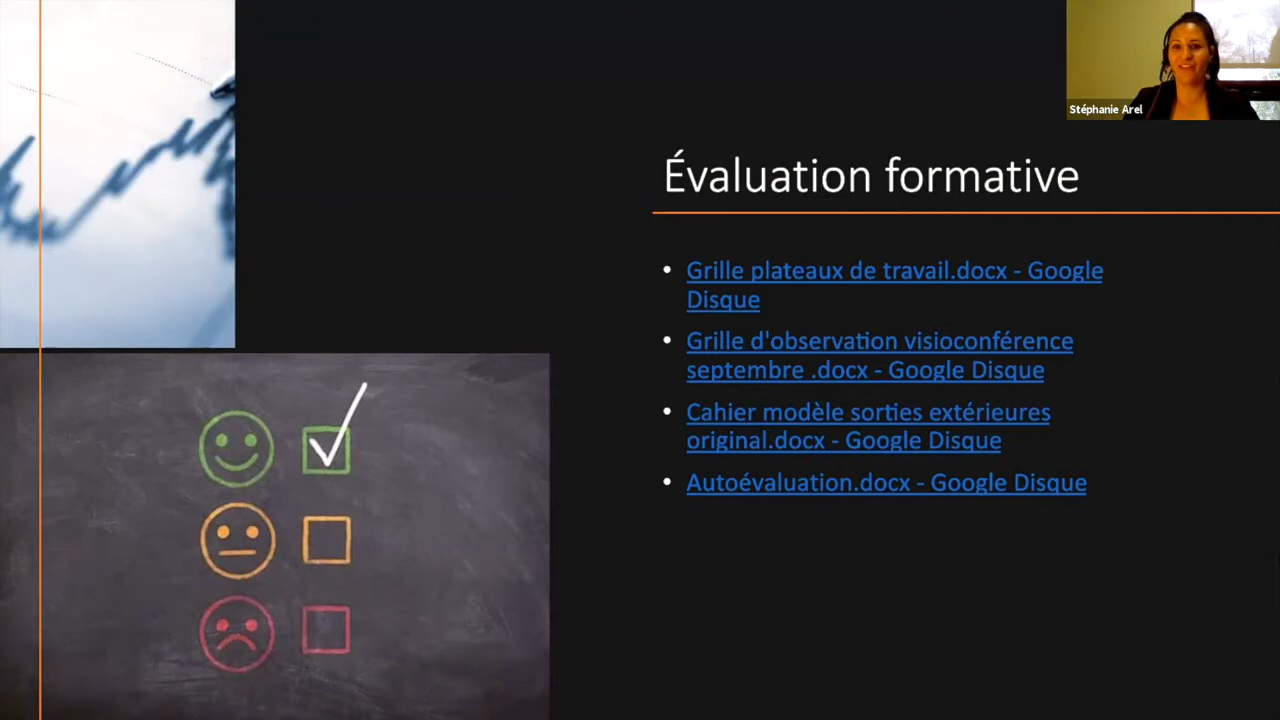 Stéphanie Arel
Évaluation formative
• Grille plateaux de travail.docx - Google
Disque
• Grille d'observation visioconférence
septembre .docx - Google Disque
• Cahier modèle sorties extérieures
original.docx - Google Disque
• Autoévaluation.docx - Google Disque